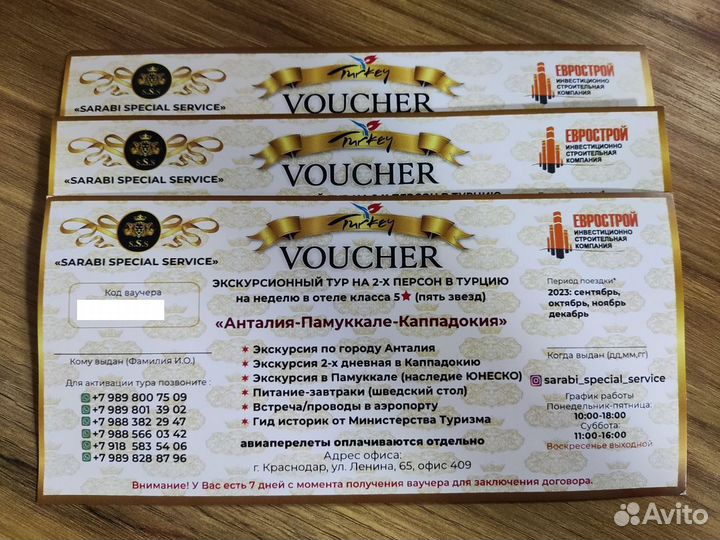 Turkey
«SARABI SPECIAL SERVICE»
VOUCHER
ЕВРОСТРОЙ
ИНВЕСТИЦИОННО
СТРОИТЕЛЬНАЯ
КОМПАНИЯ
Turkey
«SARABI SPECIAL SERVICE»
VOUCHER
ЕВРОСТРОЙ
ИНВЕСТИЦИОННО
СТРОИТЕЛЬНАЯ
КОМПАНИЯ
Turkey
S.S.S
«SARABI SPECIAL SERVICE»
VOUCHER
ЕВРОСТРОЙ
ИНВЕСТИЦИОННО
СТРОИТЕЛЬНАЯ
КОМПАНИЯ
ЭКСКУРСИОННЫЙ ТУР НА 2-Х ПЕРСОН В ТУРЦИЮ
на неделю в отеле класса 5★ (пять звезд)
«Анталия-Памуккале-Каппадокия»
Код ваучера
Кому выдан (Фамилия И.О.)
Для активации тура позвоните :
+7 989 800 75 09
+7 989 801 39 02
+7 988 382 29 47
+7 988 566 03 42
+7 918 583 54 06
+7 989 828 87 96
Экскурсия по городу Анталия
Экскурсия 2-х дневная в Каппадокию
Экскурсия в Памуккале (наследие ЮНЕСКО)
Питание-завтраки (шведский стол)
Встреча/проводы в аэропорту
Гид историк от Министерства Туризма
авиаперелеты оплачиваются отдельно
Адрес офиса:
г. Краснодар, ул. Ленина, 65, офис 409
Период поездки*
2023: сентябрь,
октябрь, ноябрь
декабрь
Когда выдан (дд,мм,гг)
sarabi_special_service
График работы
Понедельник-пятница:
10:00-18:00
Суббота:
11:00-16:00
Воскресенье выходной
Внимание! У Вас есть 7 дней с момента получения ваучера для заключения договора.
Avito